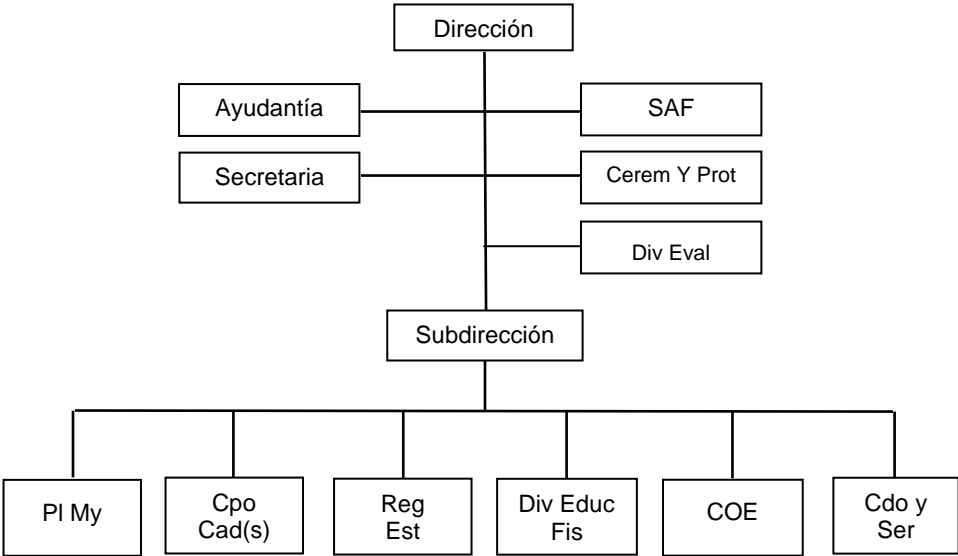 Dirección
Ayudantía
SAF
Secretaria
Cerem Y Prot
Div Eval
Subdirección
Pl My
Cpo
Cad(s)
Reg
Est
Div Educ
Fis
COE
Cdo y
Ser